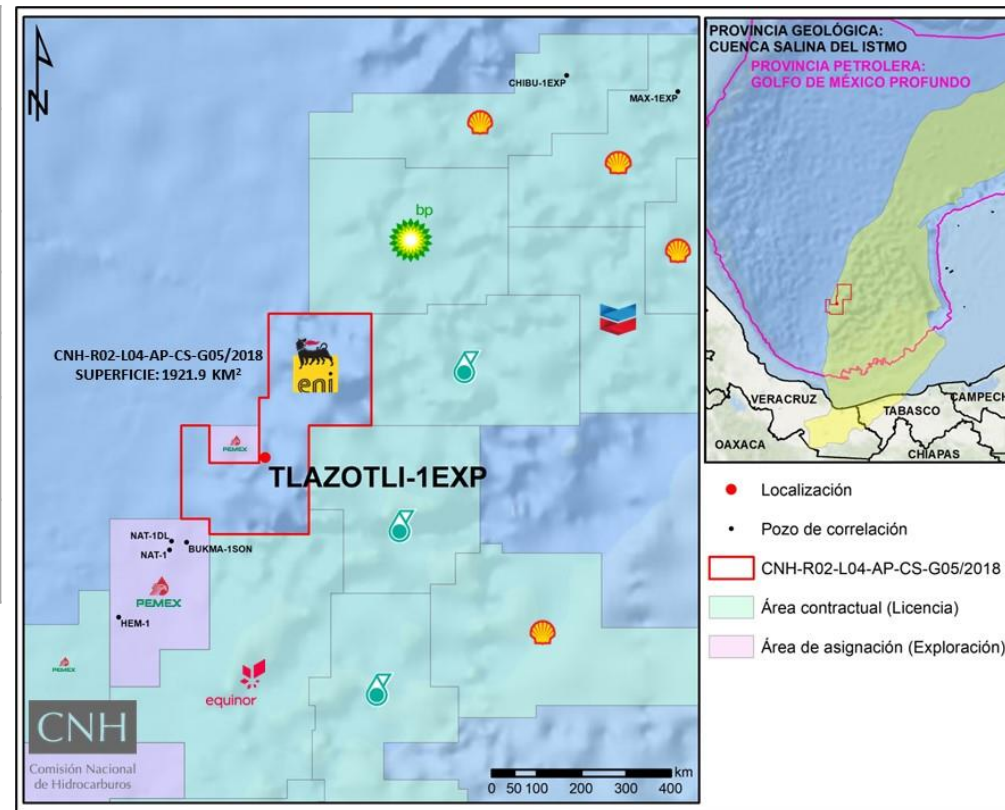 N
CHIBU-1EXP
MAX-1EXP
bp
CNH-R02-L04-AP-CS-G05/2018
SUPERFICIE: 1921.9 KM²
eni
PEMEX
TLAZOTLI-1EXP
NAT-1DL
BUKMA-1SON
NAT-1
PEMEX
HEM-1
PEMEX
equinor
CNH
Comisión Nacional
de Hidrocarburos
km
0 50 100 200 300 400
PROVINCIA GEOLÓGICA:
CUENCA SALINA DEL ISTMO
PROVINCIA PETROLERA:
GOLFO DE MÉXICO PROFUNDO
VERACRUZ
TABASCO
CAMPECH
OAXACA
CHIAPAS
Localización
Pozo de correlación
CNH-R02-L04-AP-CS-G05/2018
Área contractual (Licencia)
Área de asignación (Exploración)